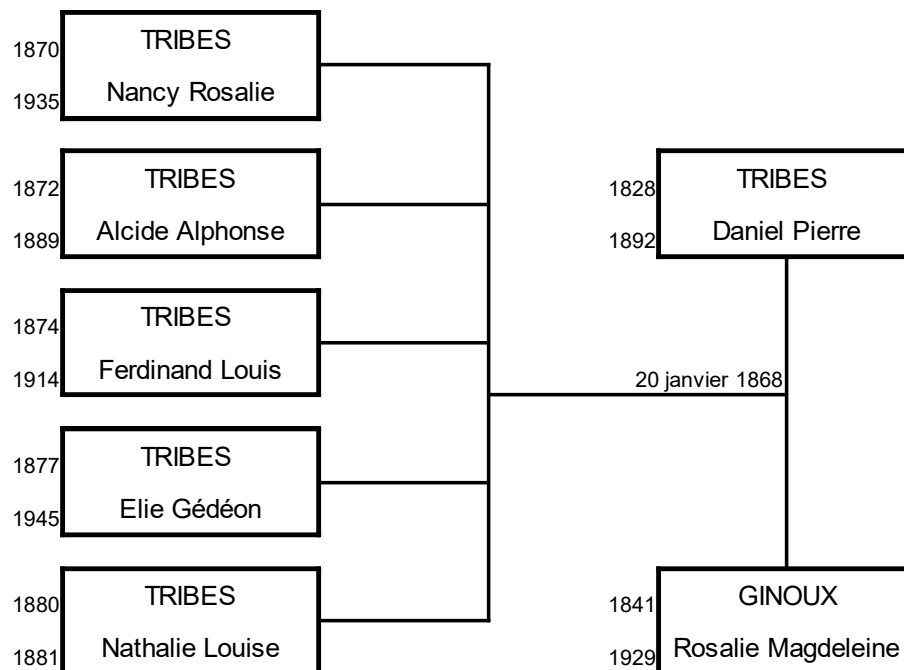 1870
TRIBES
Nancy Rosalie
1935
1872
TRIBES
Alcide Alphonse
1889
1874
TRIBES
Ferdinand Louis
1914
1877
TRIBES
Elie Gédéon
1945
1880
TRIBES
Nathalie Louise
1881
20 janvier 1868
1828
TRIBES
Daniel Pierre
1892
1841
GINOUX
Rosalie Magdeleine
1929